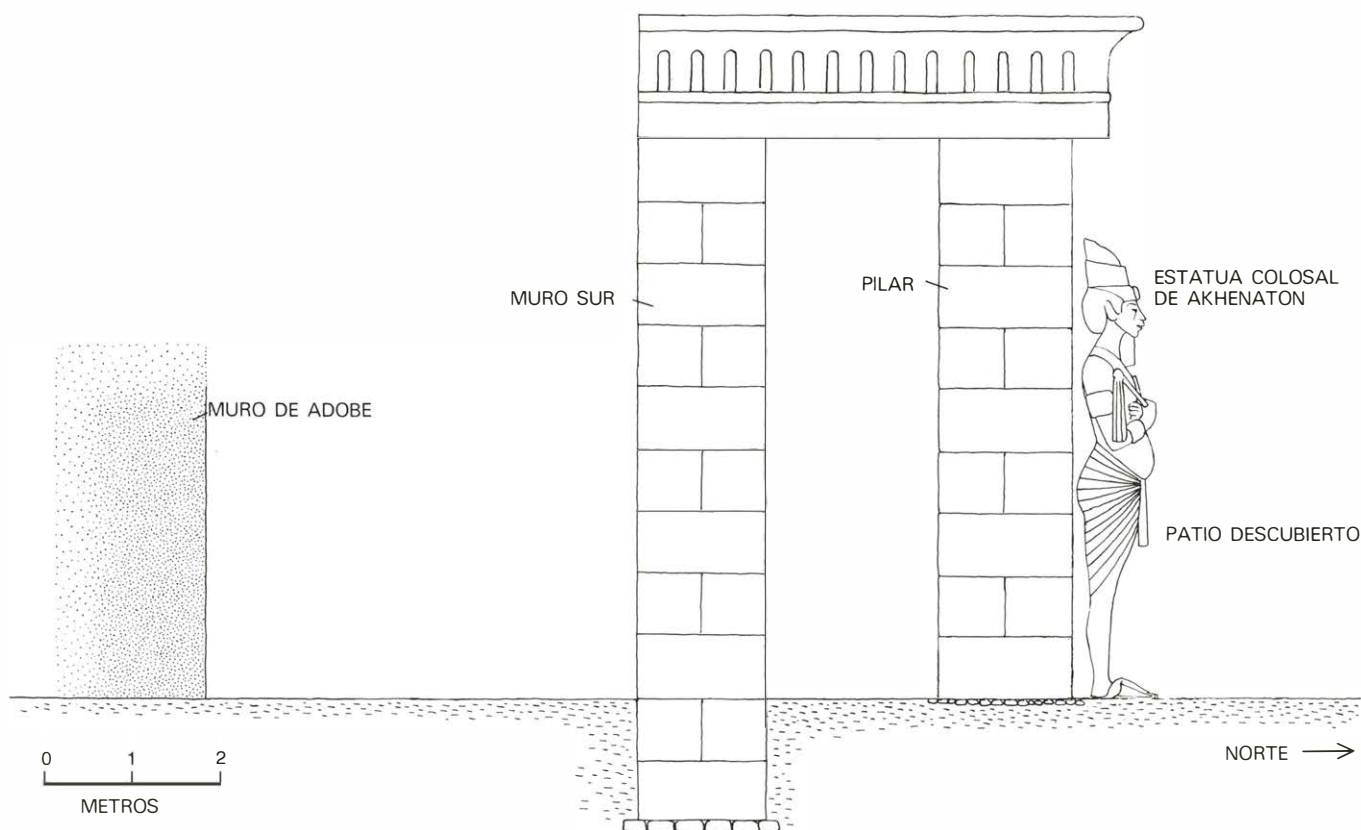 MURO SUR
PILAR
ESTATUA COLOSAL
DE AKHENATON
MURO DE ADOBE
PATIO DESCUBIERTO
0 1 2
METROS
NORTE